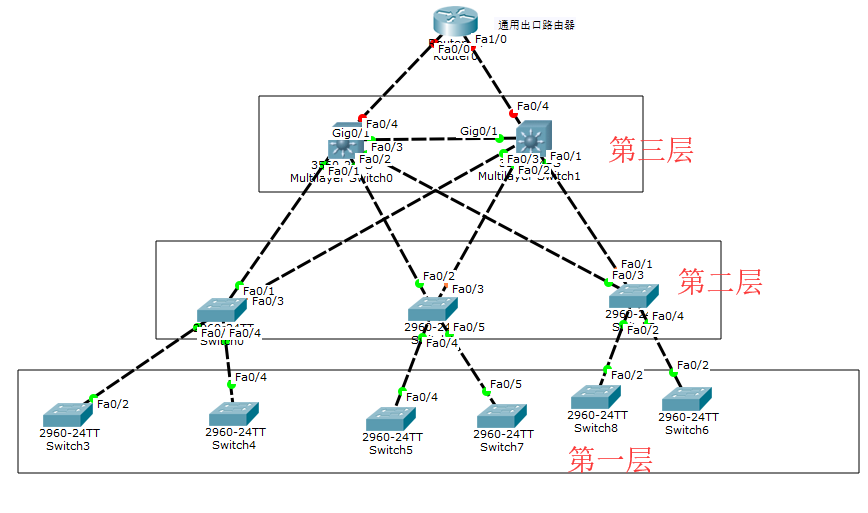 通用出口路由器
Fa1/0
Fa0/0
Router0
Fa0/4
Fa0/4
Gig0/1
Gig0/1
Fa0/3
Fa0/2
Fa0/1
Multilayer Switch0
Fa0/1
Fa0/3
Fa0/2
Multilayer Switch1
第三层
Fa0/1
Fa0/3
Fa0/2
Fa0/3
Fa0/1
Fa0/3
第二层
Fa0/4
Switch0
Fa0/5
Fa0/4
Fa0/4
Fa0/2
Fa0/2
2960-24TT
Switch3
Fa0/4
2960-24TT
Switch4
Fa0/4
2960-24TT
Switch5
Fa0/5
2960-24TT
Switch7
Fa0/2
2960-24TT
Switch8
Fa0/2
2960-24TT
Switch6
第一层